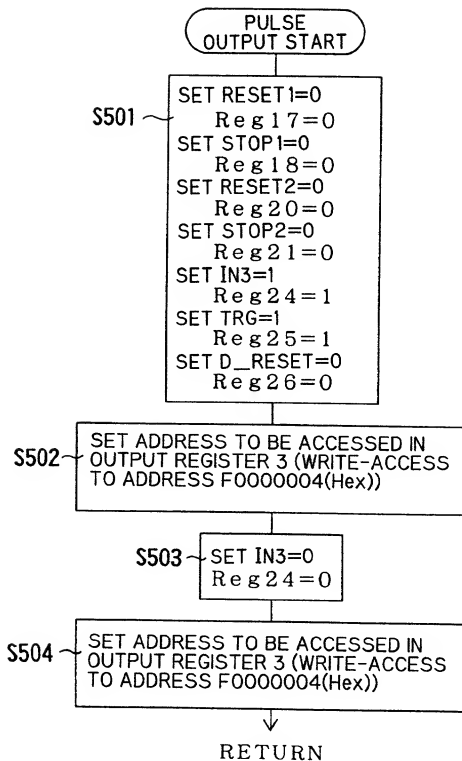 PULSE
OUTPUT START
S501
SET RESET1=0
Reg17=0
SET STOP1=0
Reg18=0
SET RESET2=0
Reg20=0
SET STOP2=0
Reg21=0
SET IN3=1
Reg24=1
SET TRG=1
Reg25=1
SET D_RESET=0
Reg26=0
S502
SET ADDRESS TO BE ACCESSED IN
OUTPUT REGISTER 3 (WRITE-ACCESS
TO ADDRESS F0000004(Hex))
S503
SET IN3=0
Reg24=0
S504
SET ADDRESS TO BE ACCESSED IN
OUTPUT REGISTER 3 (WRITE-ACCESS
TO ADDRESS F0000004(Hex))
RETURN